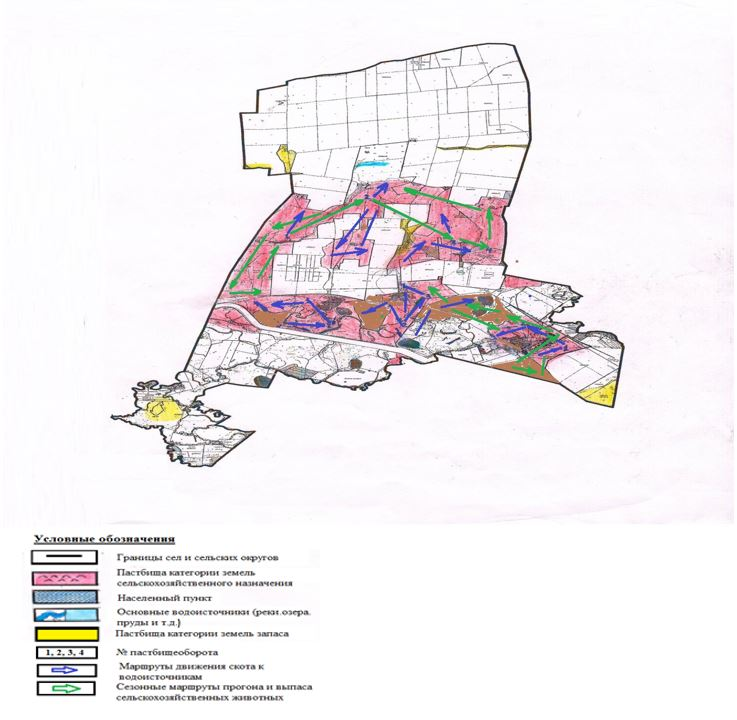 Условные обозначения
Границы сел и сельских округов
Пастбища категории земель
сельскохозяйственного назначения
Населенный пункт
Основные водоисточники (реки.озера.
пруды и т.д.)
Пастбища категории земель запаса
1, 2, 3, 4 № пастбищеоборота
Маршруты движения скота к
водоисточникам
Сезонные маршруты прогона и выпаса
сельскохозяйственных животных